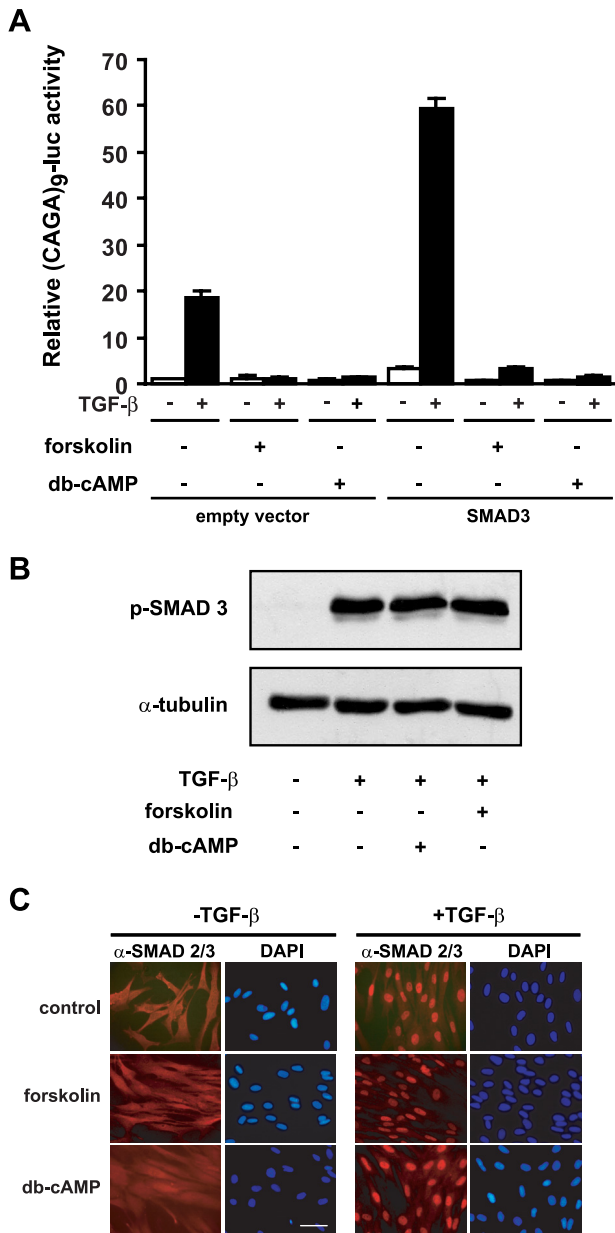 A
Relative (CAGA)9-luc activity
70
60
50
40
30
20
10
0
TGF-β - + - + - + - + - + - +
forskolin - + - - + -
db-cAMP - - + - - +
empty vector SMAD3
B
p-SMAD 3
α-tubulin
TGF-β - + + +
forskolin - - - +
db-cAMP - - + -
C
-TGF-β +TGF-β
α-SMAD 2/3 DAPI α-SMAD 2/3 DAPI
control
forskolin
db-cAMP